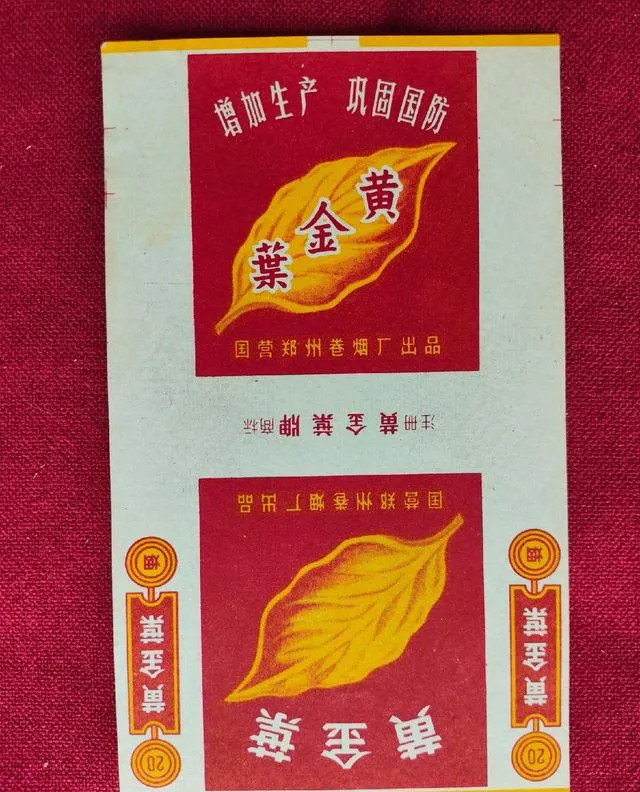 增加生产 巩固国防
黄金葉
国营郑州卷烟厂出品
注册 黄金葉牌 商标
国营郑州卷烟厂出品
黄金葉
20
黄金葉
烟
20
黄金葉
烟